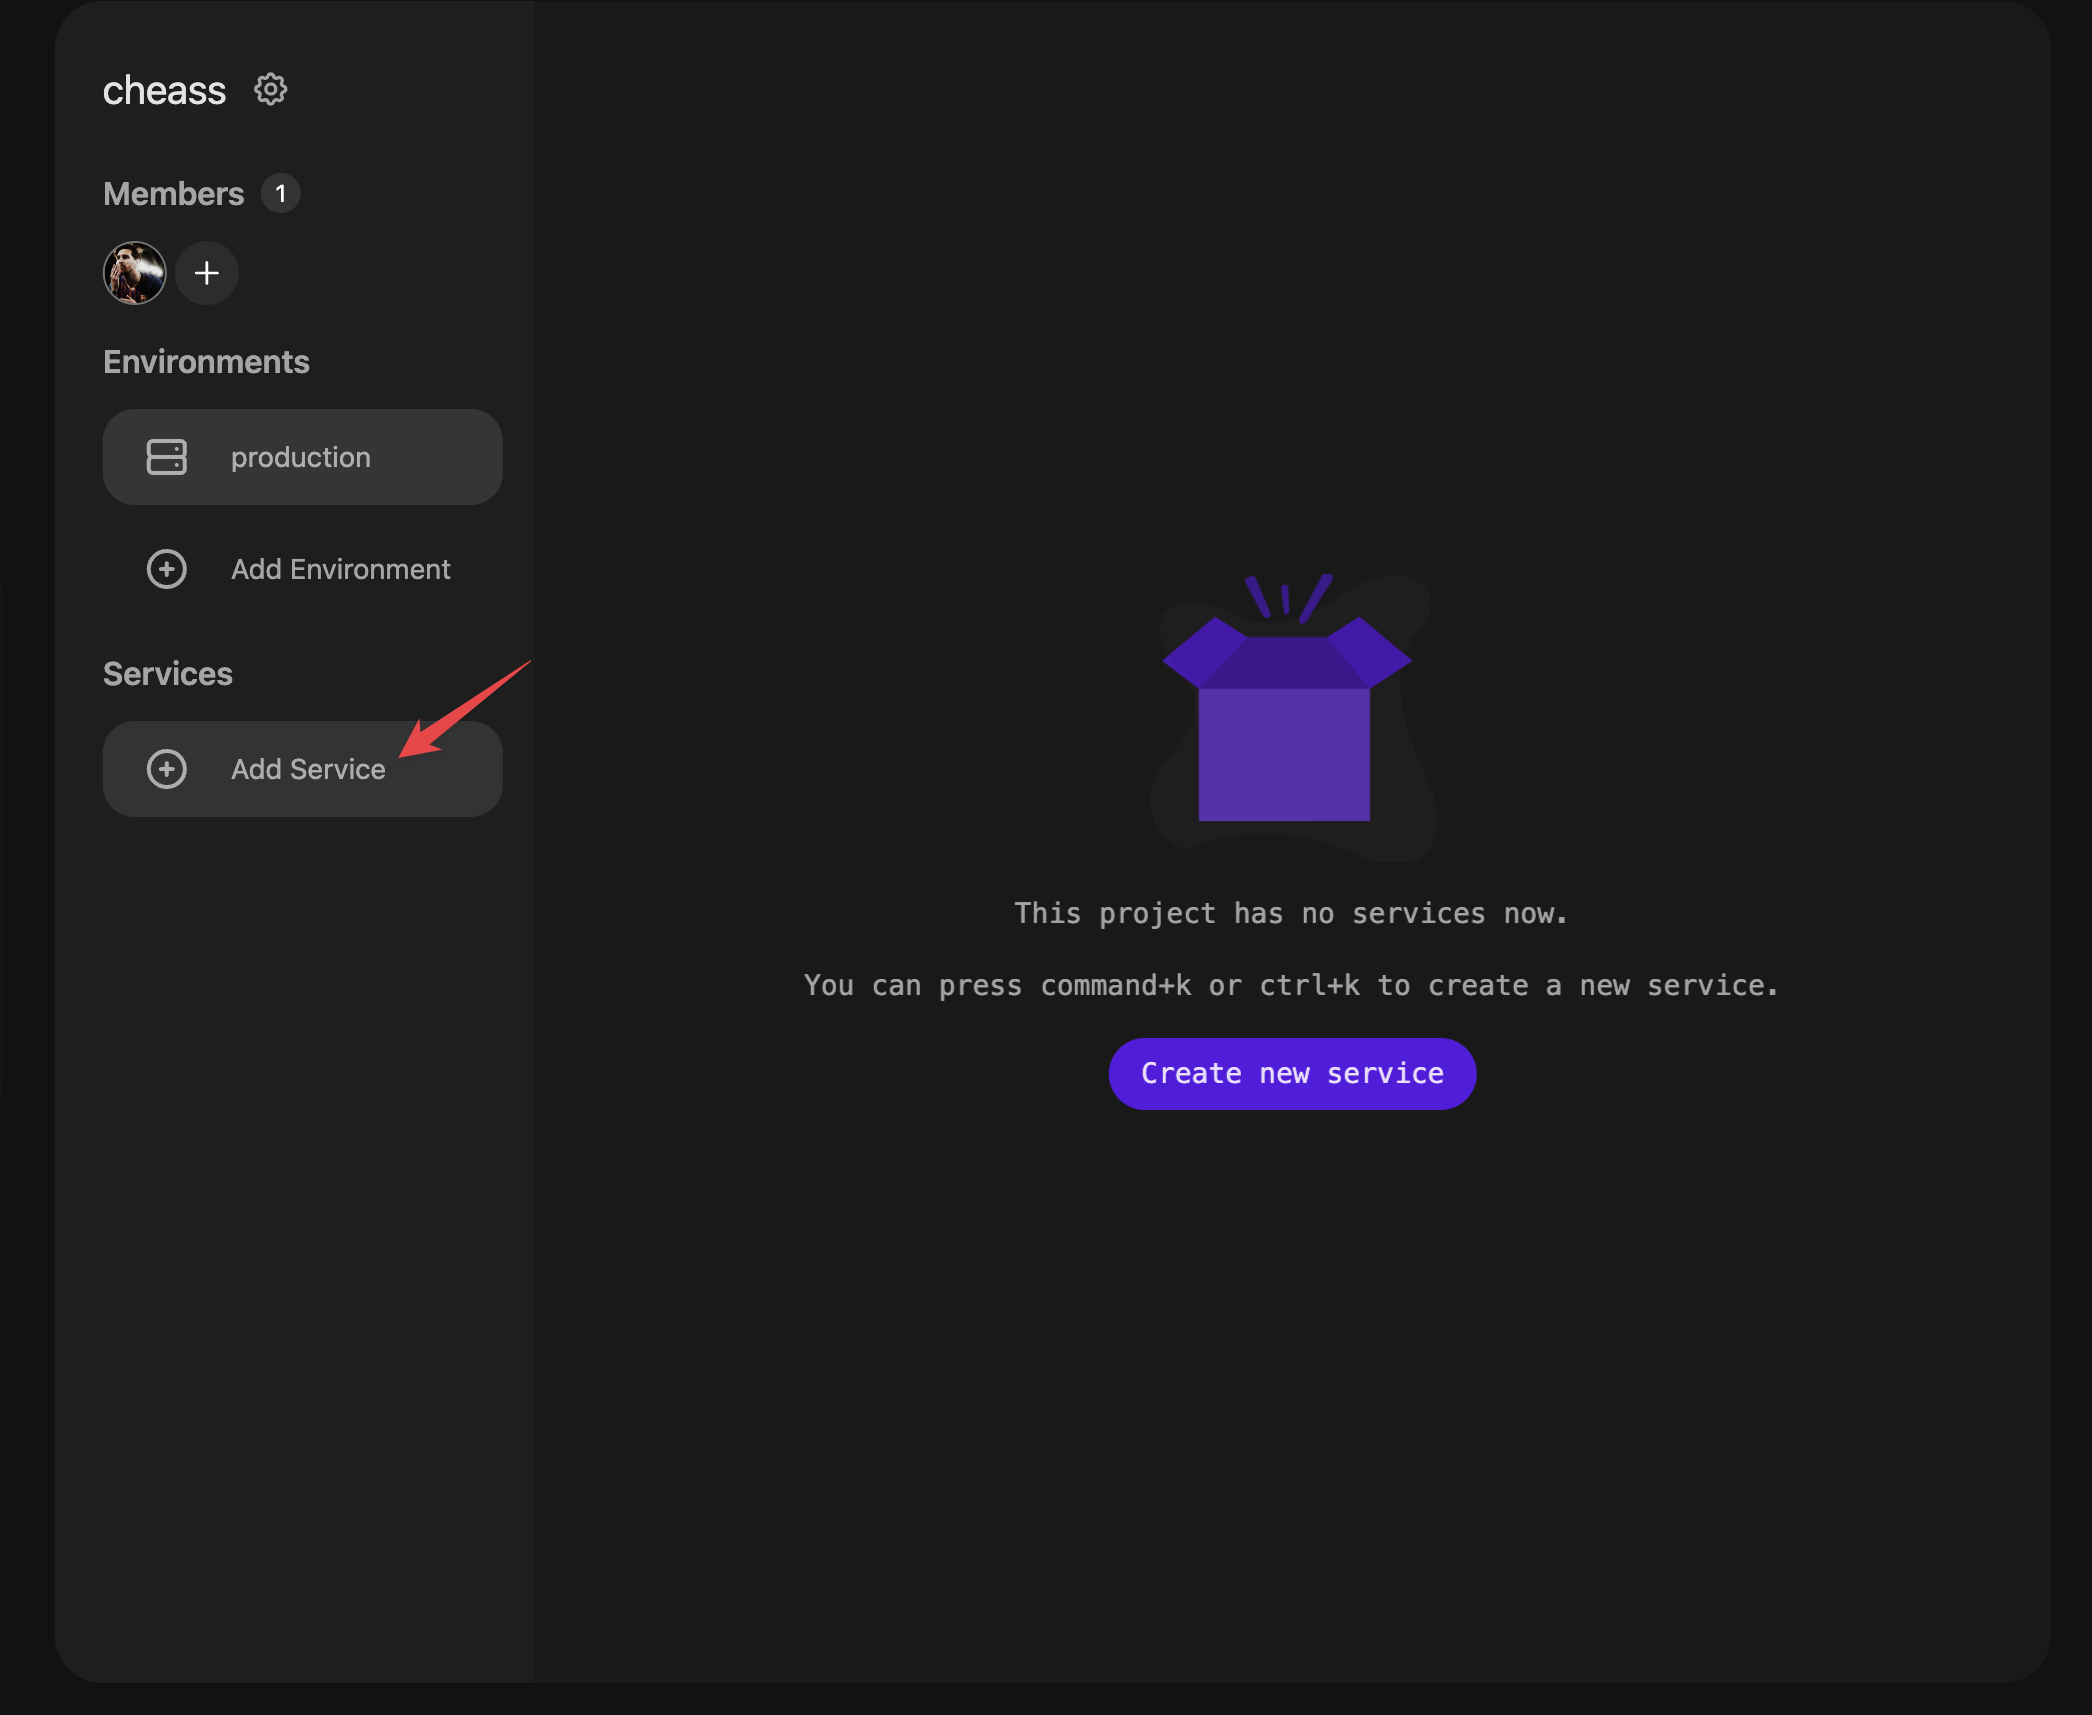 cheass
Members 1
Environments
production
Add Environment
Services
Add Service
This project has no services now.
You can press command+k or ctrl+k to create a new service.
Create new service